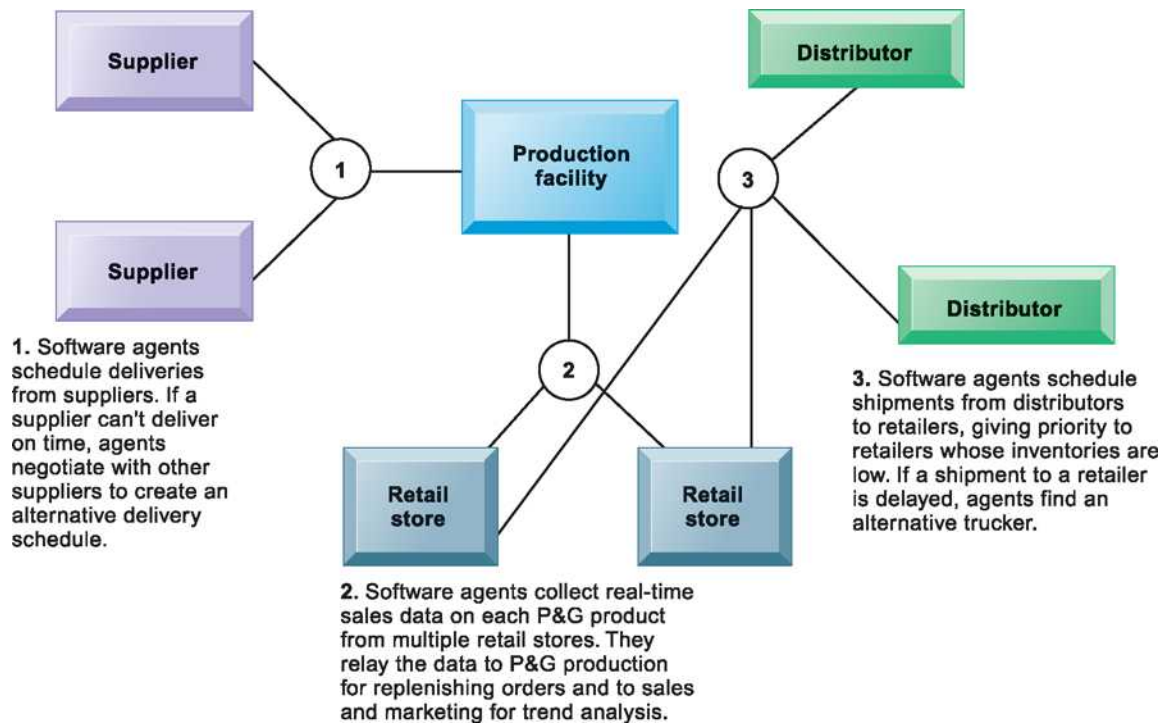 Supplier
Distributor
Production
facility
1
3
Supplier
Distributor
1. Software agents
schedule deliveries
from suppliers. If a
supplier can't deliver
on time, agents
negotiate with other
suppliers to create an
alternative delivery
schedule.
2
3. Software agents schedule
shipments from distributors
to retailers, giving priority to
retailers whose inventories are
low. If a shipment to a retailer
is delayed, agents find an
alternative trucker.
Retail
store
Retail
store
2. Software agents collect real-time
sales data on each P&G product
from multiple retail stores. They
relay the data to P&G production
for replenishing orders and to sales
and marketing for trend analysis.